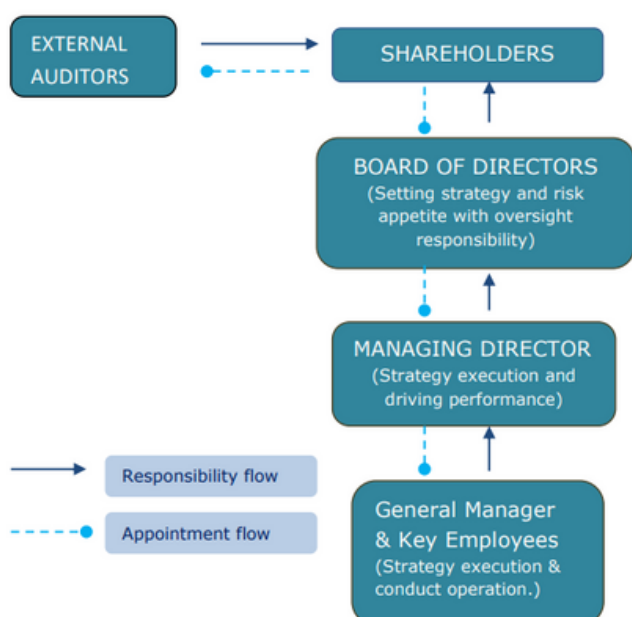 EXTERNAL
AUDITORS
SHAREHOLDERS
BOARD OF DIRECTORS
(Setting strategy and risk
appetite with oversight
responsibility)
MANAGING DIRECTOR
(Strategy execution and
driving performance)
Responsibility flow
Appointment flow
General Manager
& Key Employees
(Strategy execution &
conduct operation.)